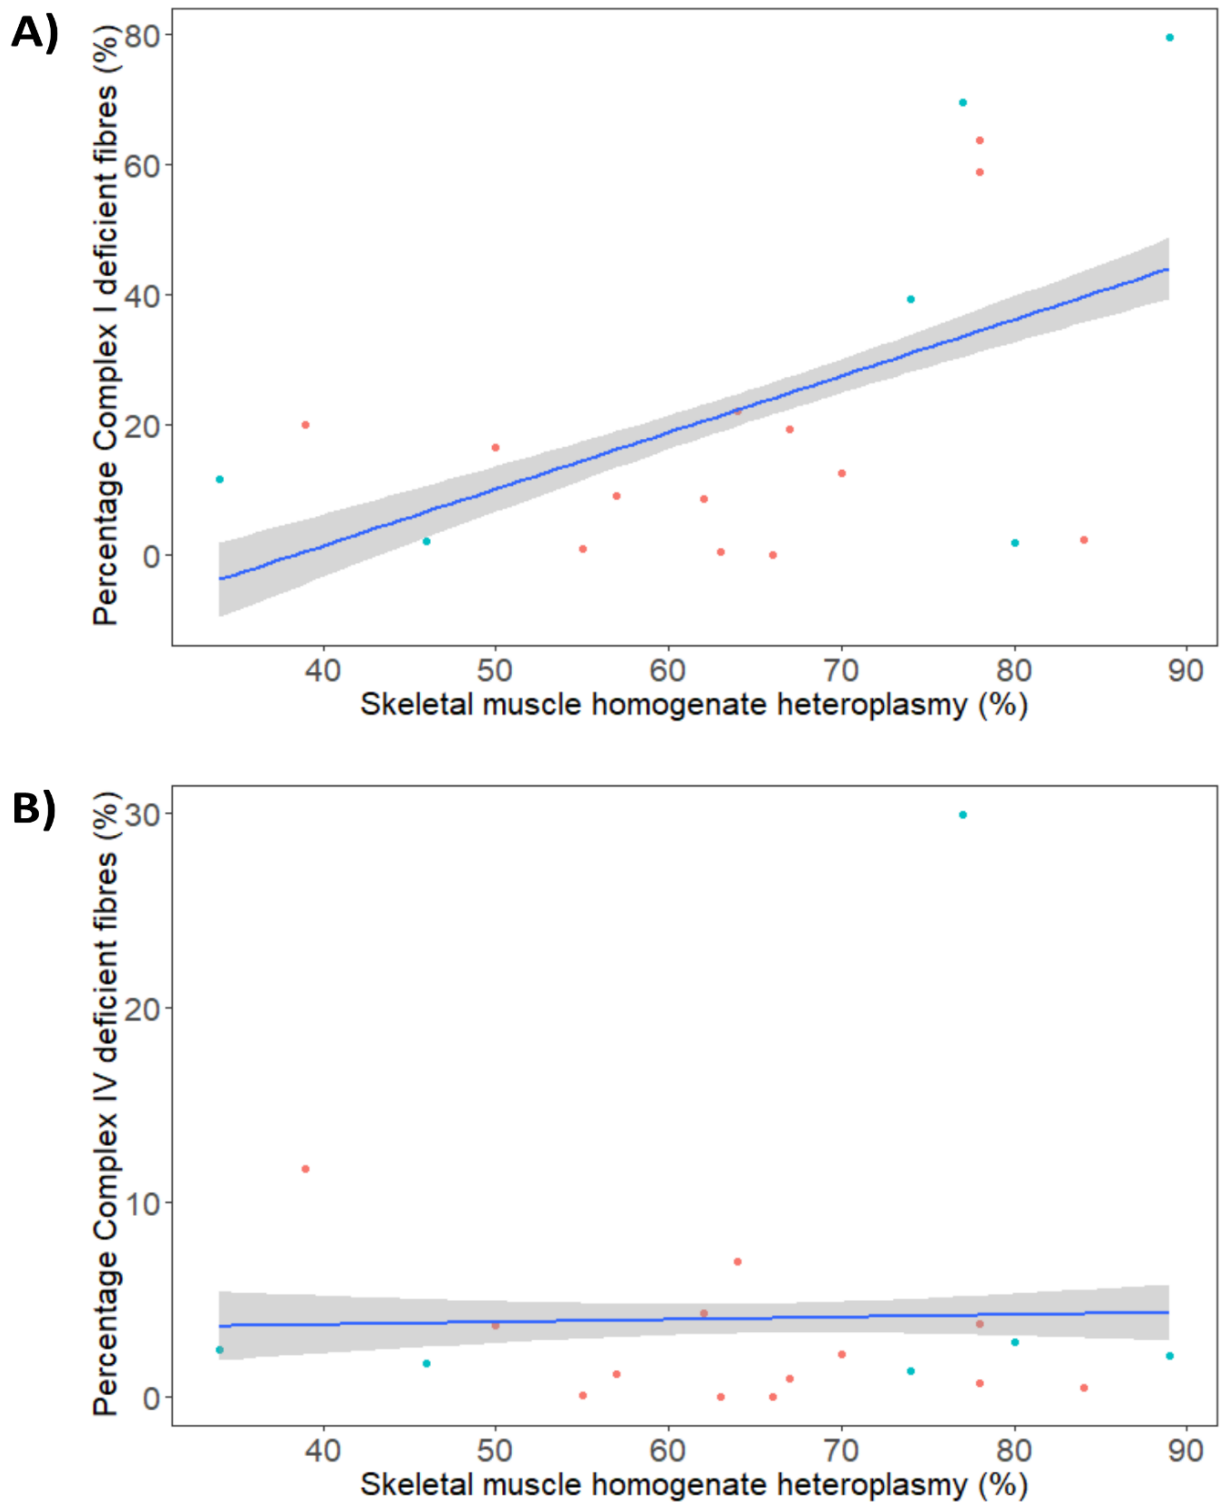 A)
Percentage Complex I deficient fibres (%)
80
60
40
20
0
40 50 60 70 80 90
Skeletal muscle homogenate heteroplasmy (%)
B)
Percentage Complex IV deficient fibres (%)
30
20
10
0
40 50 60 70 80 90
Skeletal muscle homogenate heteroplasmy (%)